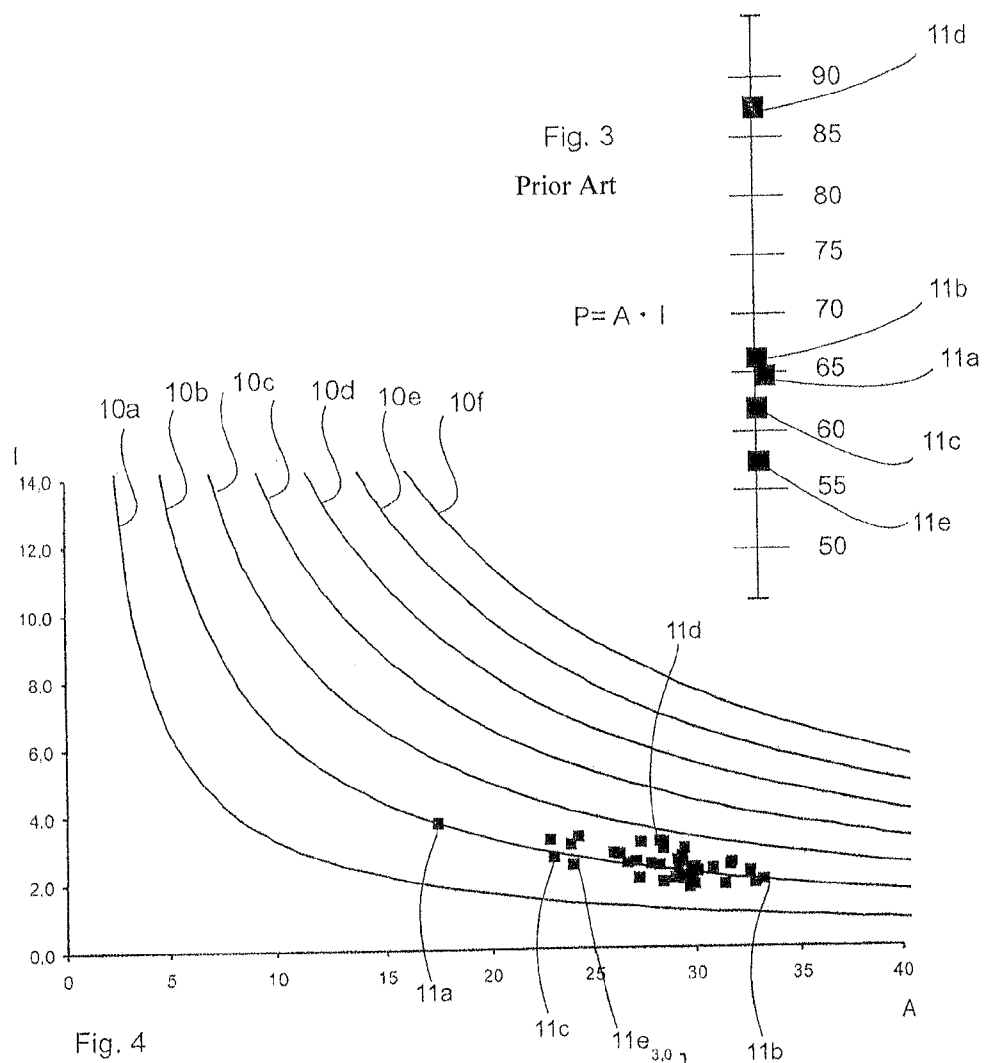 Fig. 3
Prior Art
11d
90
85
80
75
70
65
60
55
50
11b
11a
11c
11e
P= A · I
10a
10b
10c
10d
10e
10f
I
14,0
12,0
10.0
8.0
6,0
4.0
2.0
0,0
0
5
10
15
20
25
30
35
40
A
11d
11a
11c
11e
3,0
11b
Fig. 4